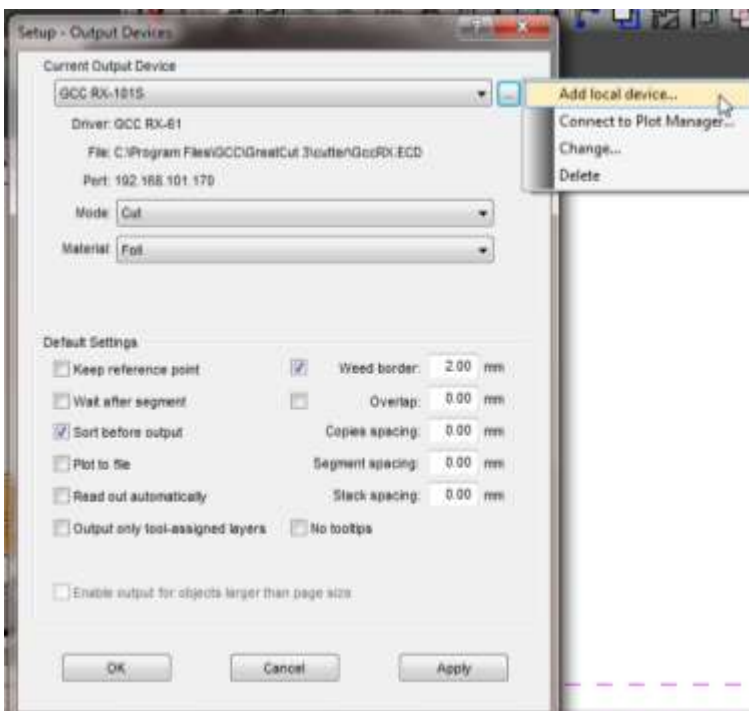 Setup - Output Devices
Current Output Device
GCC RX-101S
...
Add local device...
Connect to Plot Manager...
Change...
Delete
Driver: GCC RX-61
File: C:\Program Files\GCC\GreatCut 3\cutter\GccRX.ECD
Port: 192.168.101.170
Mode: Cut
Material: Foil
Default Settings
Keep reference point
Weed border: 2.00 mm
Wait after segment
Overlap: 0.00 mm
Sort before output
Copies spacing: 0.00 mm
Plot to file
Segment spacing: 0.00 mm
Read out automatically
Stack spacing: 0.00 mm
Output only tool-assigned layers
No tooltips
Enable output for objects larger than page size
OK
Cancel
Apply